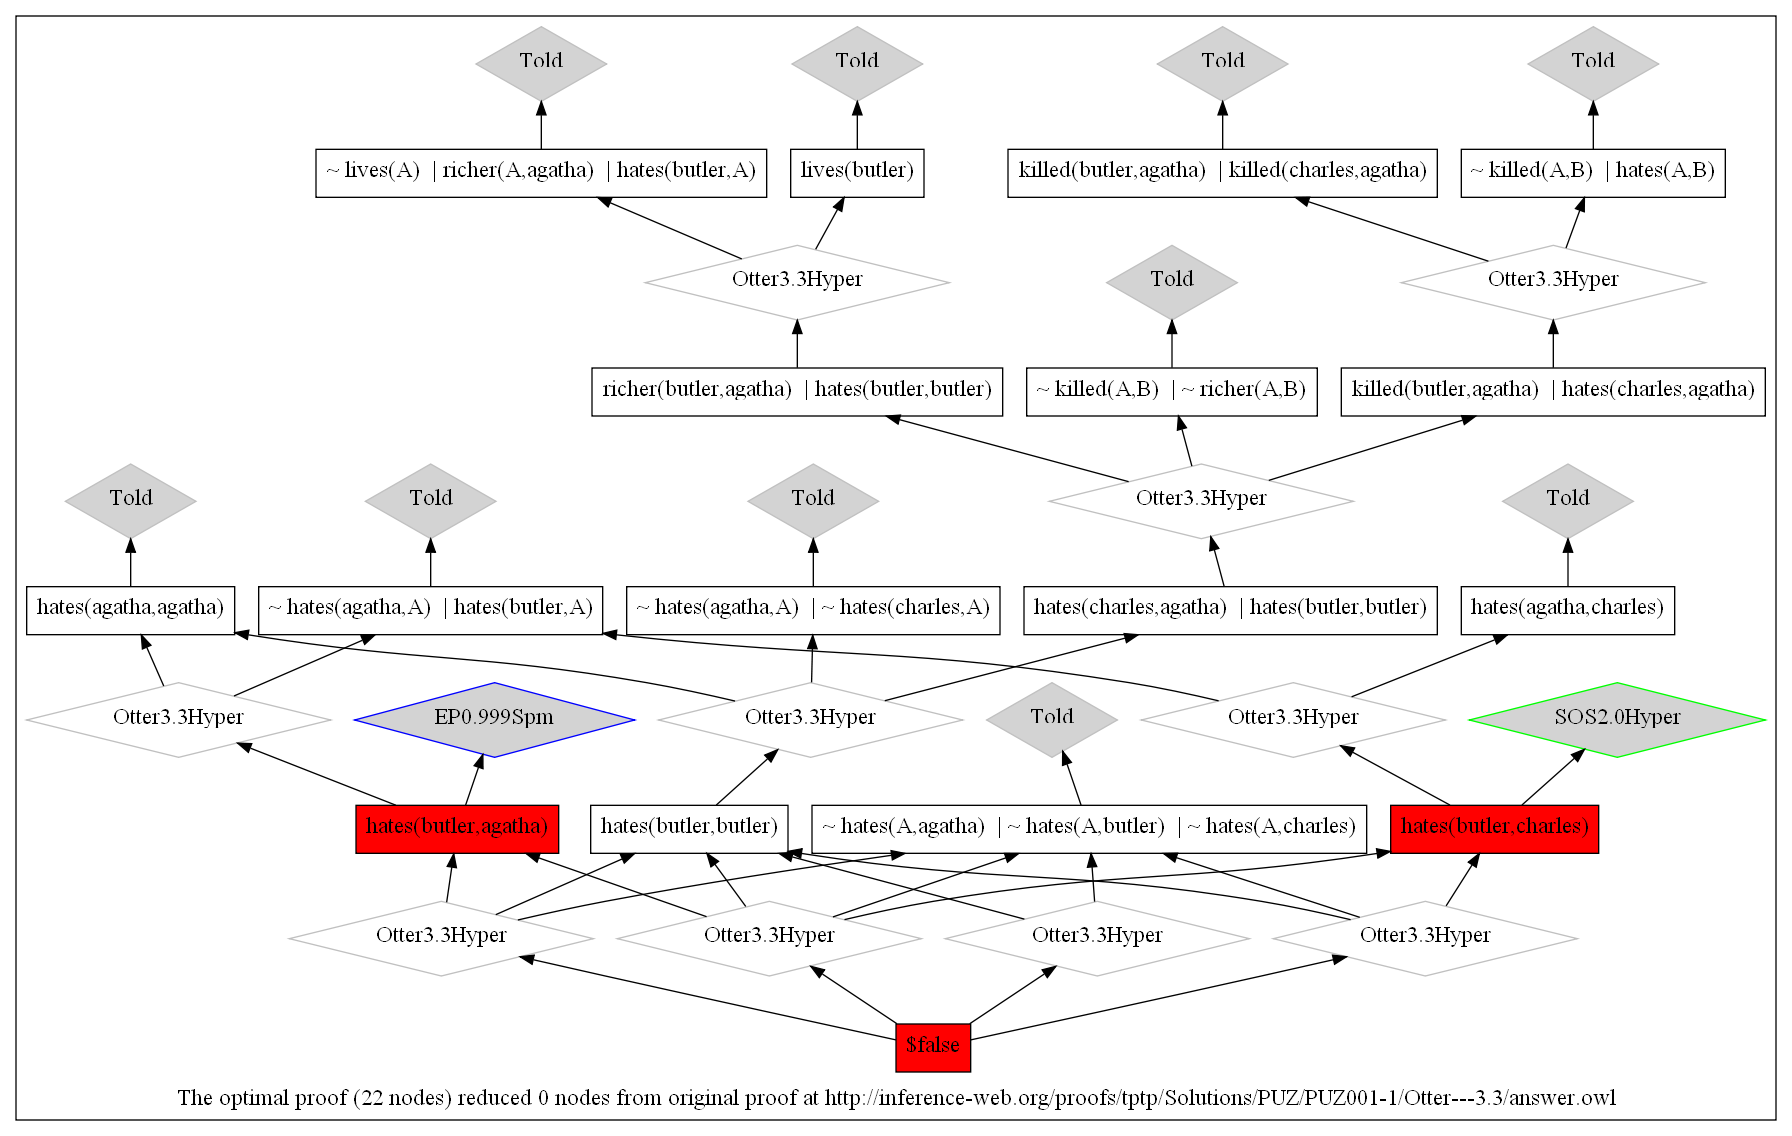 Told
Told
Told
Told
~ lives(A) | richer(A,agatha) | hates(butler,A)
lives(butler)
killed(butler,agatha) | killed(charles,agatha)
~ killed(A,B) | hates(A,B)
Otter3.3Hyper
Told
Otter3.3Hyper
richer(butler,agatha) | hates(butler,butler)
~ killed(A,B) | ~ richer(A,B)
killed(butler,agatha) | hates(charles,agatha)
Told
Told
Told
Otter3.3Hyper
Told
hates(agatha,agatha)
~ hates(agatha,A) | hates(butler,A)
~ hates(agatha,A) | ~ hates(charles,A)
hates(charles,agatha) | hates(butler,butler)
hates(agatha,charles)
Otter3.3Hyper
EP0.999Spm
Otter3.3Hyper
Told
Otter3.3Hyper
SOS2.0Hyper
hates(butler,agatha)
hates(butler,butler)
~ hates(A,agatha) | ~ hates(A,butler) | ~ hates(A,charles)
hates(butler,charles)
Otter3.3Hyper
Otter3.3Hyper
Otter3.3Hyper
Otter3.3Hyper
$false
The optimal proof (22 nodes) reduced 0 nodes from original proof at http://inference-web.org/proofs/tptp/Solutions/PUZ/PUZ001-1/Otter---3.3/answer.owl